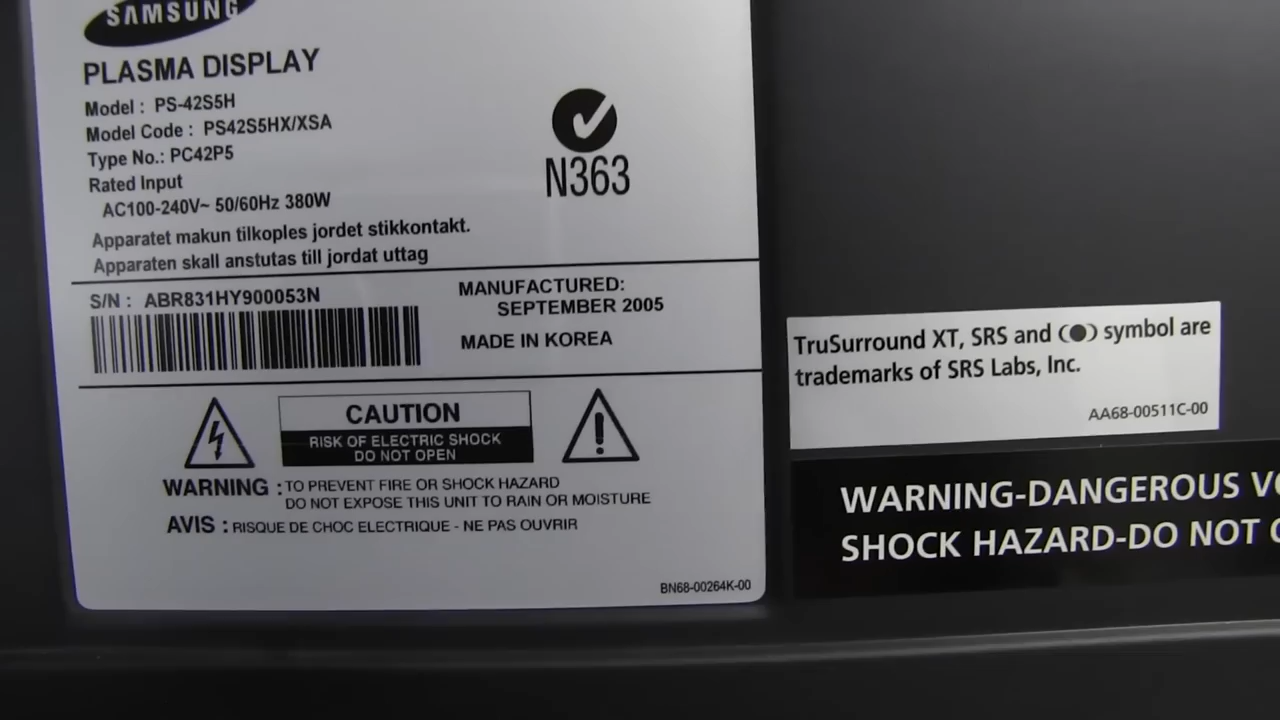 SAMSUNG
PLASMA DISPLAY
Model : PS-42S5H
Model Code : PS42S5HX/XSA
Type No.: PC42P5
Rated Input
AC100-240V~ 50/60Hz 380W
Apparatet makun tilkoples jordet stikkontakt.
Apparaten skall anstutas till jordat uttag
N363
S/N : ABR831HY900053N
MANUFACTURED:
SEPTEMBER 2005
MADE IN KOREA
CAUTION
RISK OF ELECTRIC SHOCK
DO NOT OPEN
WARNING : TO PREVENT FIRE OR SHOCK HAZARD
DO NOT EXPOSE THIS UNIT TO RAIN OR MOISTURE
AVIS : RISQUE DE CHOC ELECTRIQUE - NE PAS OUVRIR
BN68-00264K-00
TruSurround XT, SRS and (●) symbol are
trademarks of SRS Labs, Inc.
AA68-00511C-00
WARNING-DANGEROUS
SHOCK HAZARD-DO NOT